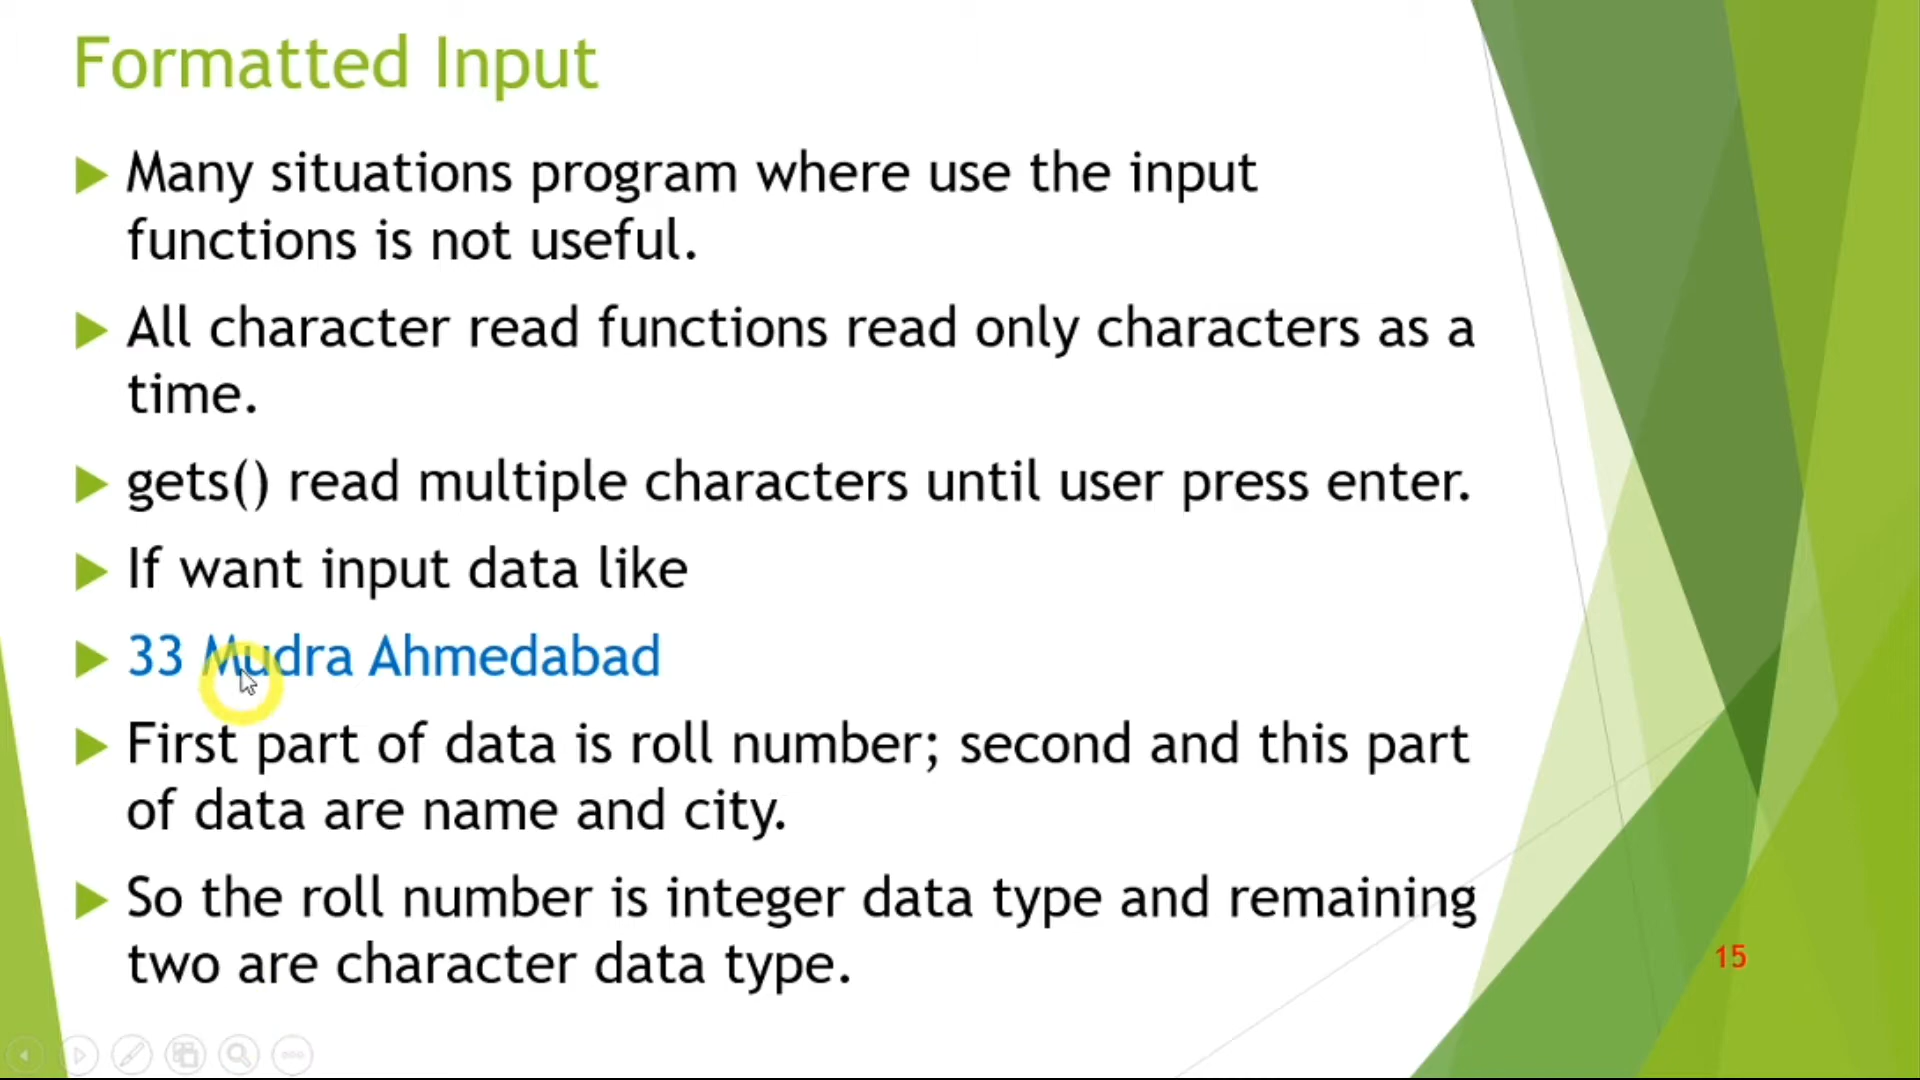 Formatted Input
Many situations program where use the input
functions is not useful.
All character read functions read only characters as a
time.
gets() read multiple characters until user press enter.
If want input data like
33 Mudra Ahmedabad
First part of data is roll number; second and this part
of data are name and city.
So the roll number is integer data type and remaining
two are character data type.
15